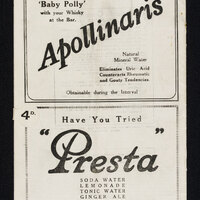 'Baby Polly'
with your Whisky
at the Bar.
Apollinaris
Natural
Mineral Water
Eliminates Uric Acid
Counteracts Rheumatic
and Gouty Tendencies
Obtainable during the Interval
4D.
Have You Tried
"Presta"
SODA WATER
LEMONADE
TONIC WATER
GINGER ALE